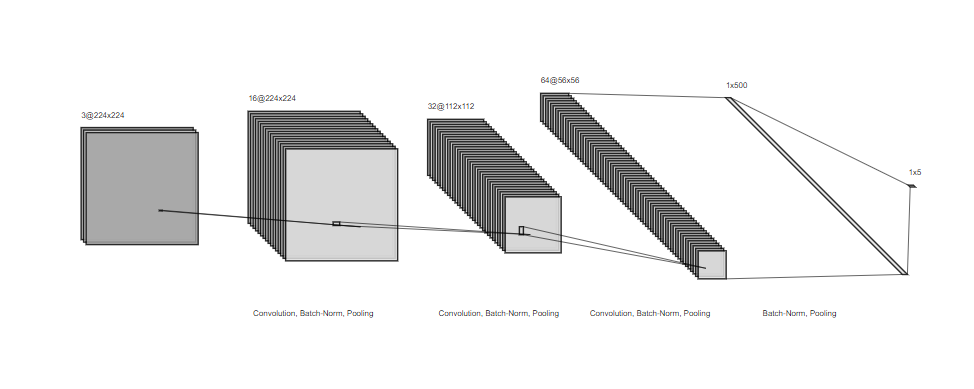 3@224x224
16@224x224
32@112x112
64@56x56
1x500
1x5
Convolution, Batch-Norm, Pooling
Convolution, Batch-Norm, Pooling
Convolution, Batch-Norm, Pooling
Batch-Norm, Pooling